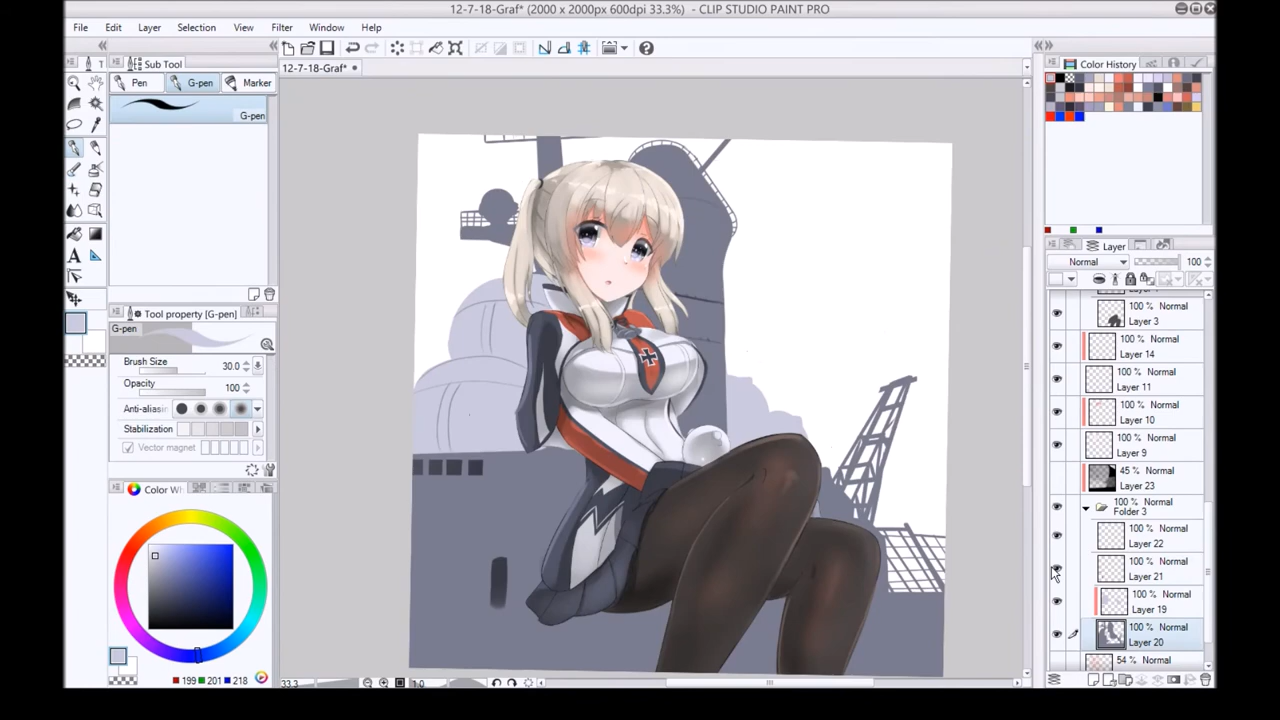 12-7-18-Graf* (2000 x 2000px 600dpi 33.3%) - CLIP STUDIO PAINT PRO
File Edit View Layer Selection View Filter Window Help
12-7-18-Graf*
Sub Tool
Pen G-pen Marker
G-pen
Tool property [G-pen]
G-pen
Brush Size 30.0
Opacity 100
Anti-aliasin
Stabilization
Vector magnet
Color Wh
199 201 218
33.3 1.0
Color History
Layer
Normal 100
100 % Normal
Layer 3
100 % Normal
Layer 14
100 % Normal
Layer 11
100 % Normal
Layer 10
100 % Normal
Layer 9
45 % Normal
Layer 23
100 % Normal
Folder 3
100 % Normal
Layer 22
100 % Normal
Layer 21
100 % Normal
Layer 19
100 % Normal
Layer 20
54 % Normal